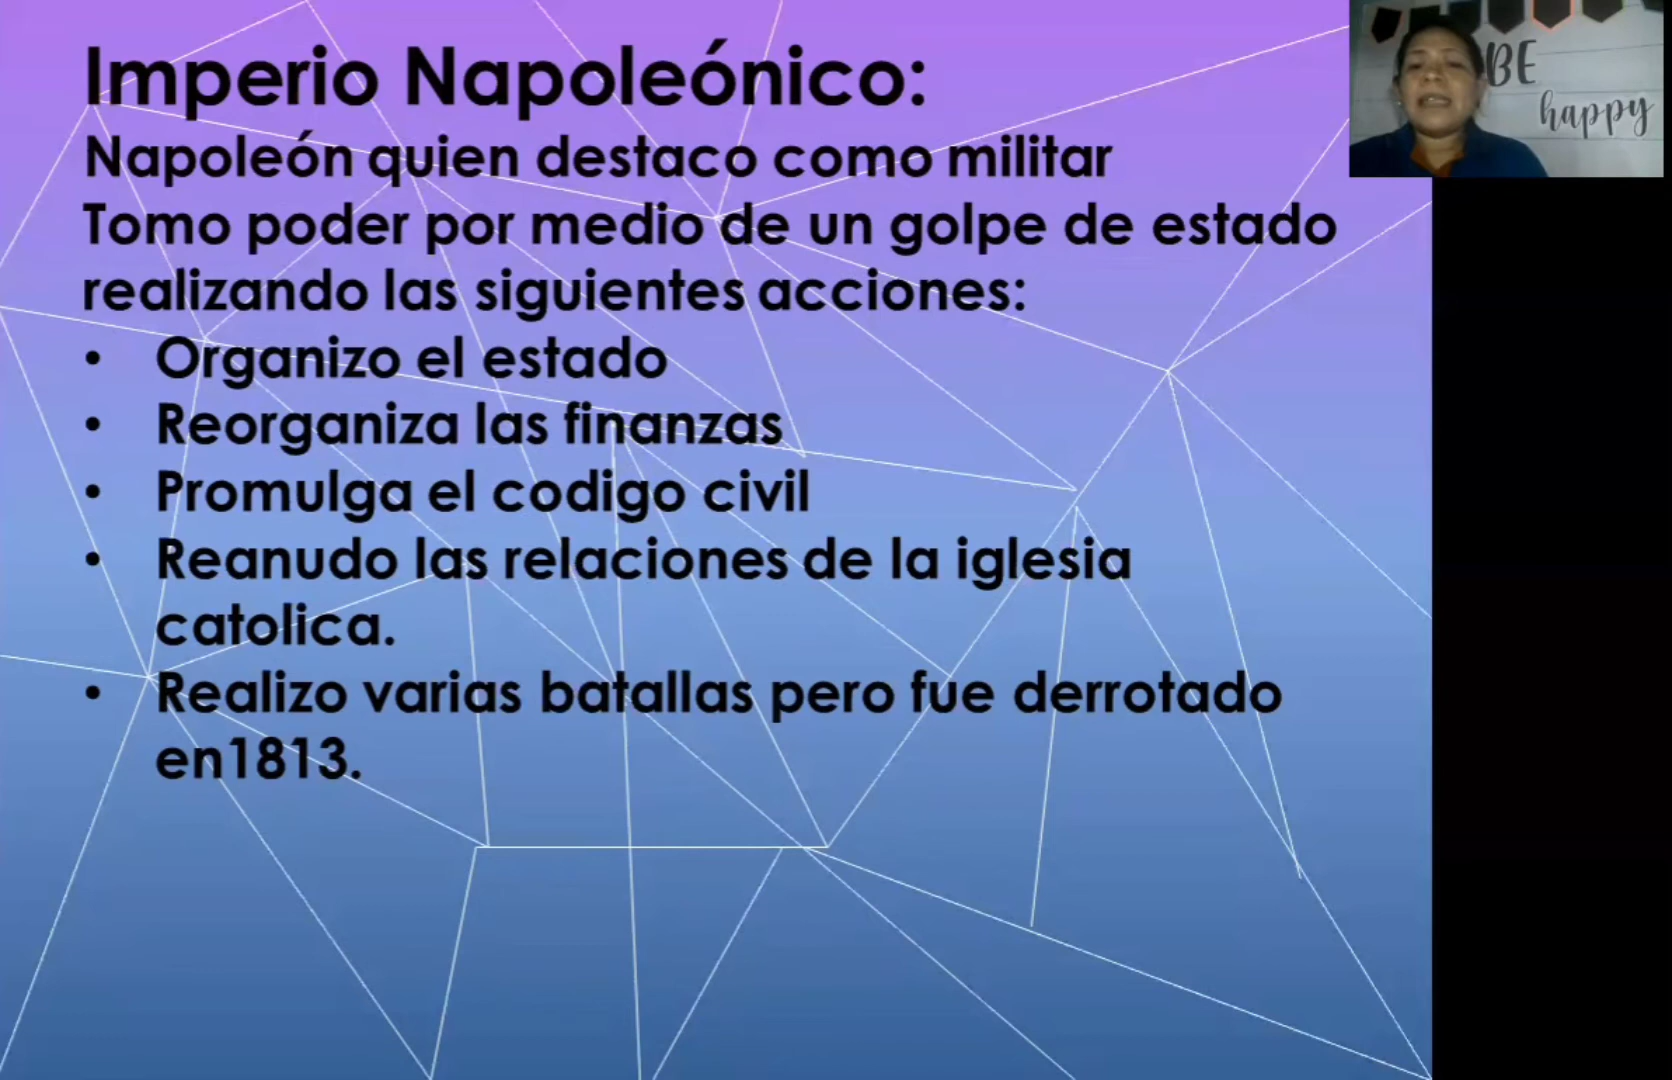 Imperio Napoleónico:
Napoleón quien destaco como militar
Tomo poder por medio de un golpe de estado
realizando las siguientes acciones:
• Organizo el estado
• Reorganiza las finanzas
• Promulga el codigo civil
• Reanudo las relaciones de la iglesia
catolica.
• Realizo varias batallas pero fue derrotado
en1813.
BE
happy